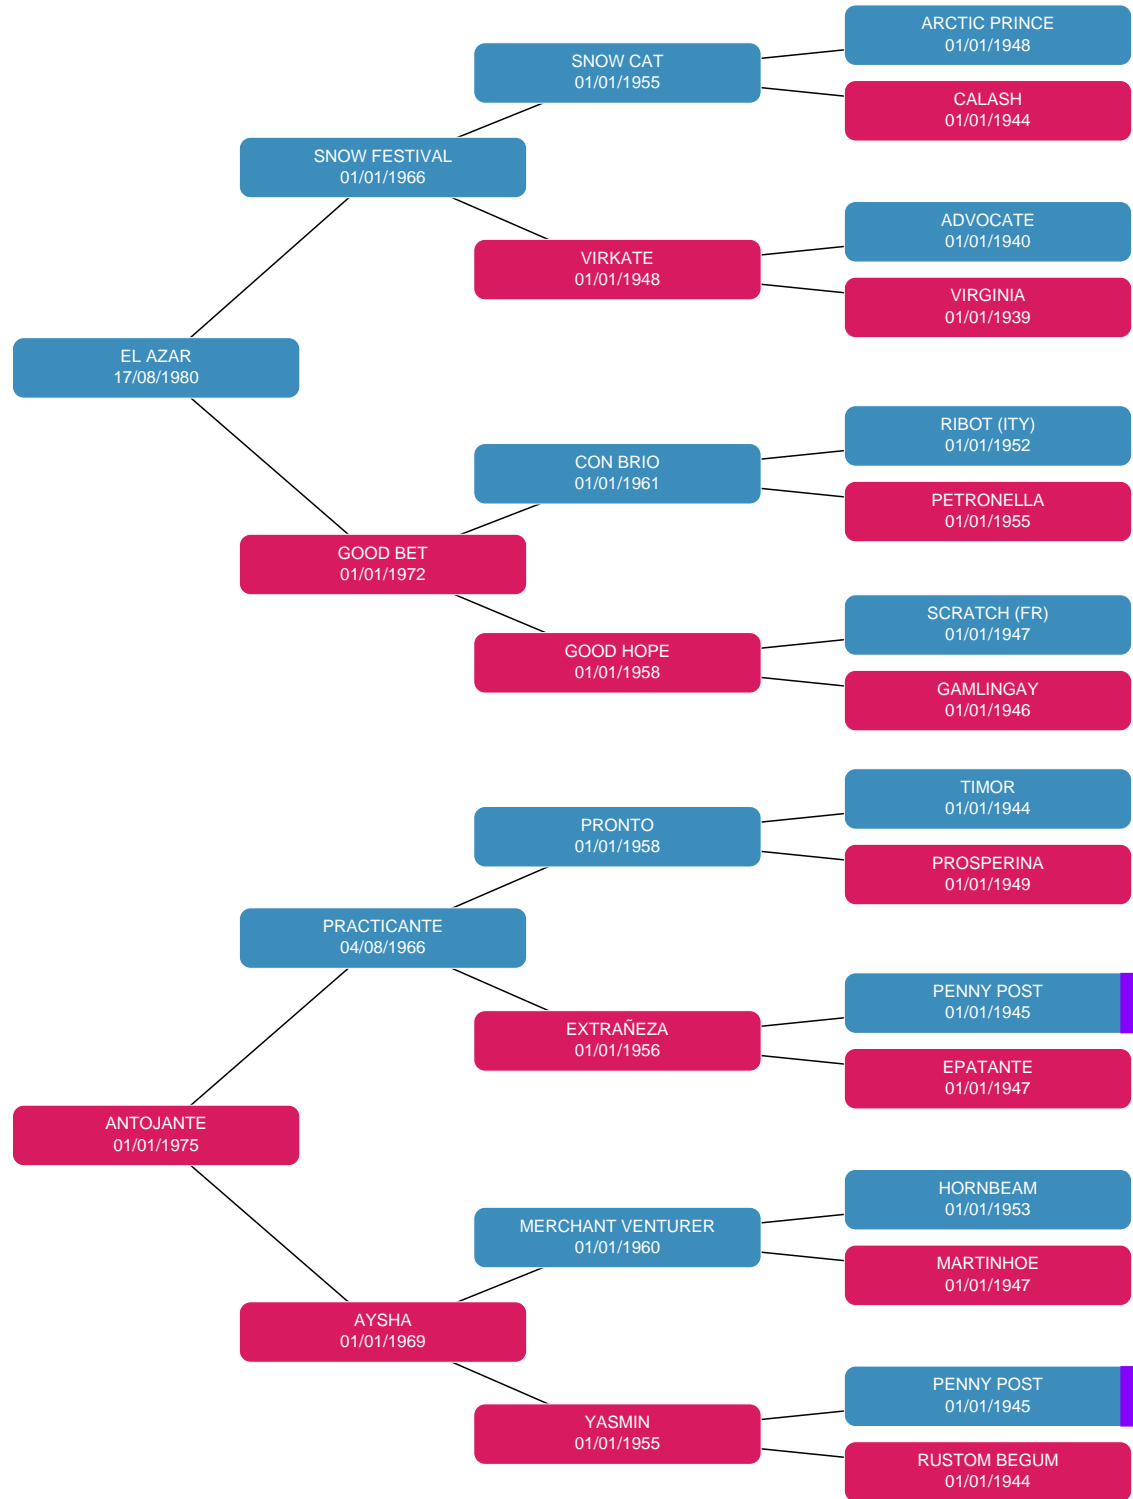 ARCTIC PRINCE
01/01/1948
SNOW CAT
01/01/1955
CALASH
01/01/1944
SNOW FESTIVAL
01/01/1966
ADVOCATE
01/01/1940
VIRKATE
01/01/1948
VIRGINIA
01/01/1939
EL AZAR
17/08/1980
RIBOT (ITY)
01/01/1952
CON BRIO
01/01/1961
PETRONELLA
01/01/1955
GOOD BET
01/01/1972
SCRATCH (FR)
01/01/1947
GOOD HOPE
01/01/1958
GAMLINGAY
01/01/1946
TIMOR
01/01/1944
PRONTO
01/01/1958
PROSPERINA
01/01/1949
PRACTICANTE
04/08/1966
PENNY POST
01/01/1945
EXTRAÑEZA
01/01/1956
EPATANTE
01/01/1947
ANTOJANTE
01/01/1975
HORNBEAM
01/01/1953
MERCHANT VENTURER
01/01/1960
MARTINHOE
01/01/1947
AYSHA
01/01/1969
PENNY POST
01/01/1945
YASMIN
01/01/1955
RUSTOM BEGUM
01/01/1944